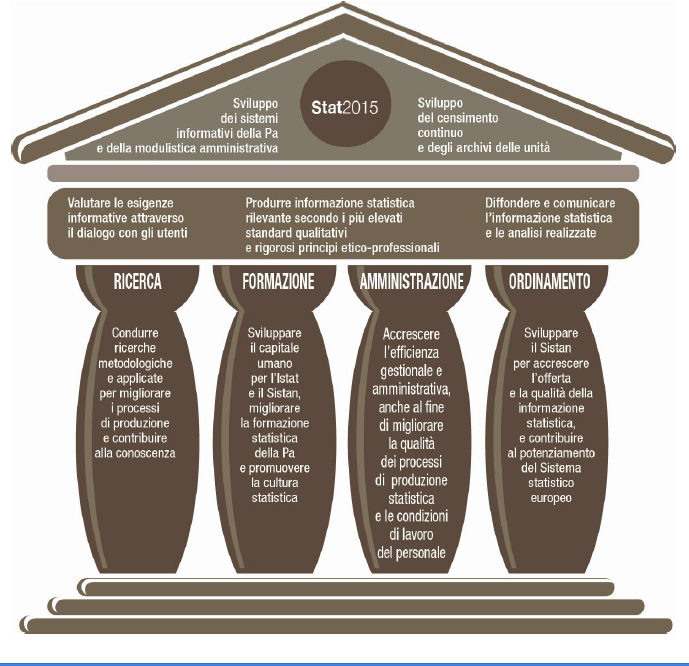 Sviluppo
dei sistemi
informativi della Pa
e della modulistica amministrativa
Stat2015
Sviluppo
del censimento
continuo
e degli archivi delle unità
Valutare le esigenze
informative attraverso
il dialogo con gli utenti
Produrre informazione statistica
rilevante secondo i più elevati
standard qualitativi
e rigorosi principi etico-professionali
Diffondere e comunicare
l'informazione statistica
e le analisi realizzate
RICERCA
Condurre
ricerche
metodologiche
e applicate
per migliorare
i processi
di produzione
e contribuire
alla conoscenza
FORMAZIONE
Sviluppare
il capitale
umano
per l'Istat
e il Sistan,
migliorare
la formazione
statistica
della Pa
e promuovere
la cultura
statistica
AMMINISTRAZIONE
Accrescere
l'efficienza
gestionale e
amministrativa,
anche al fine
di migliorare
la qualità
dei processi
di produzione
statistica
e le condizioni
di lavoro
del personale
ORDINAMENTO
Sviluppare
il Sistan
per accrescere
l'offerta
e la qualità della
informazione
statistica,
e contribuire
al potenziamento
del Sistema
statistico
europeo